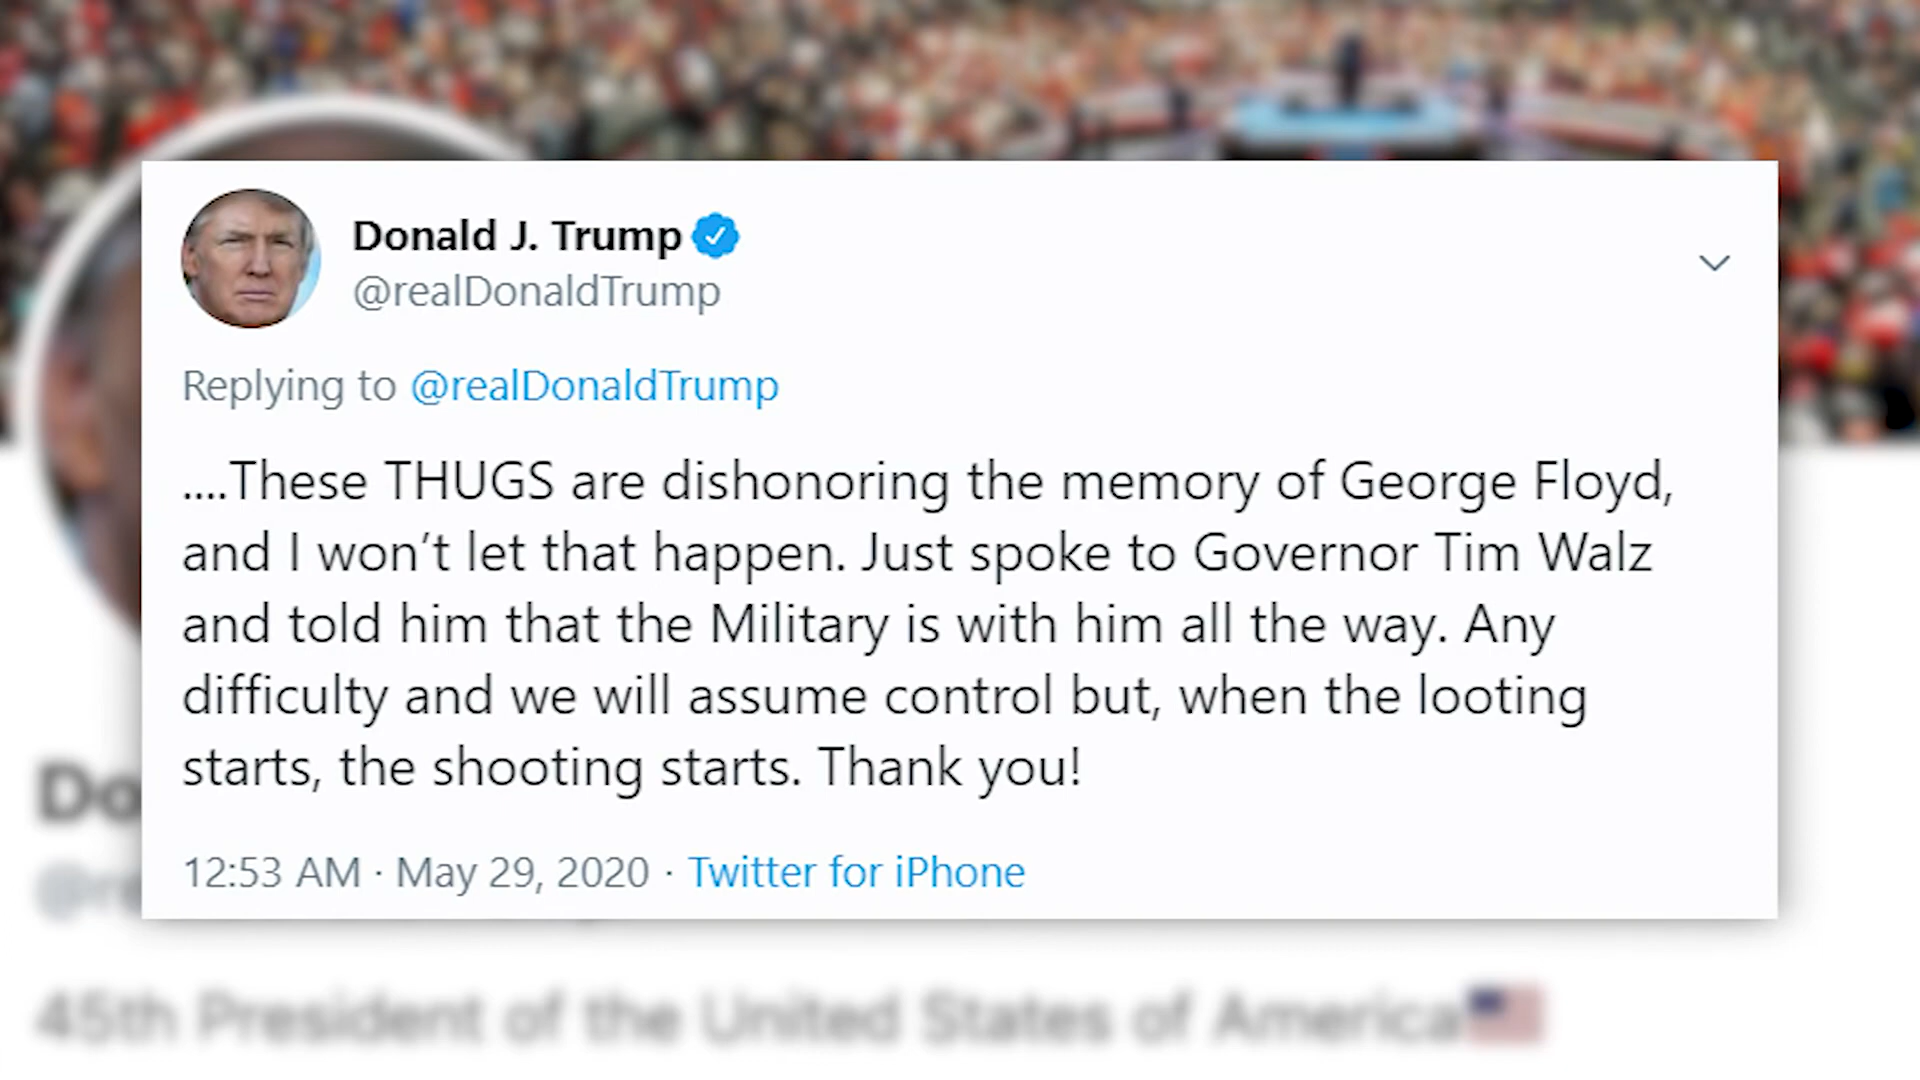 Donald J. Trump
@realDonaldTrump
Replying to @realDonaldTrump
....These THUGS are dishonoring the memory of George Floyd,
and I won’t let that happen. Just spoke to Governor Tim Walz
and told him that the Military is with him all the way. Any
difficulty and we will assume control but, when the looting
starts, the shooting starts. Thank you!
Do
12:53 AM · May 29, 2020 · Twitter for iPhone
@re
45th President of the United States of America